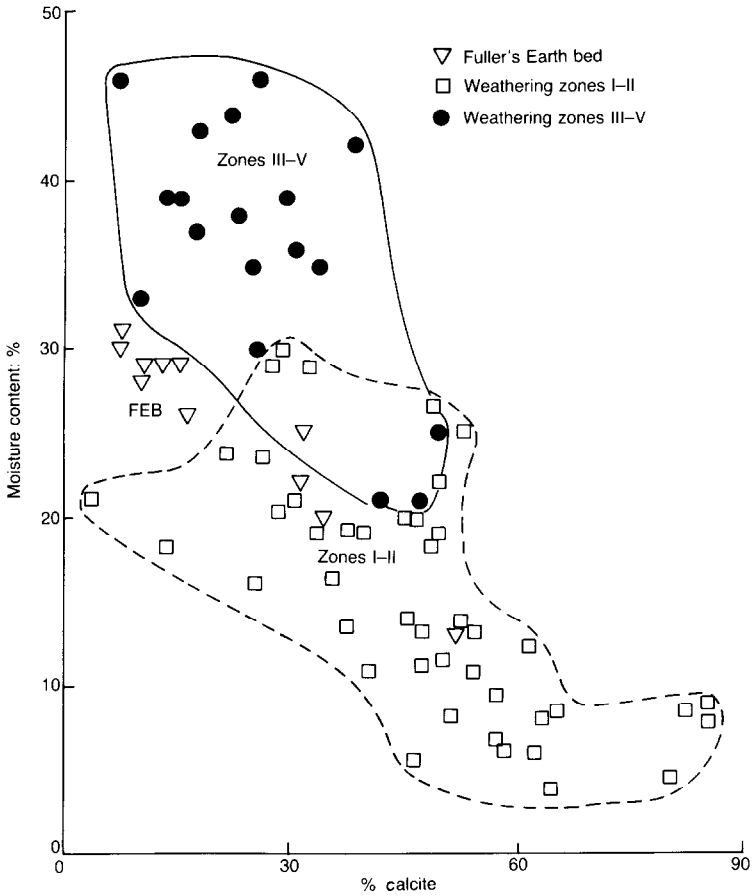 50
Fuller's Earth bed
Weathering zones I–II
Weathering zones III–V
Zones III–V
40
30
FEB
Moisture content: %
20
Zones I–II
10
0
0
30
60
90
% calcite